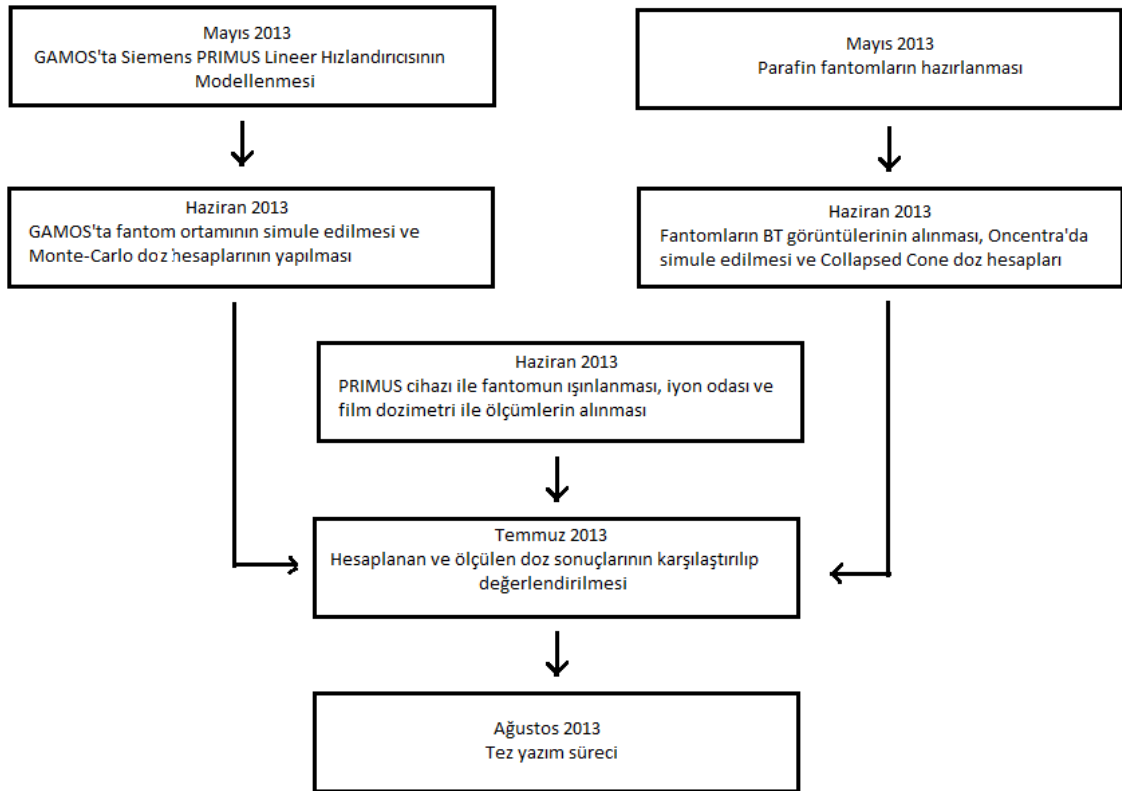 Mayıs 2013
GAMOS'ta Siemens PRIMUS Lineer Hızlandırıcısının
Modellenmesi
Mayıs 2013
Parafin fantomların hazırlanması
Haziran 2013
GAMOS'ta fantom ortamının simule edilmesi ve
Monte-Carlo doz hesaplarının yapılması
Haziran 2013
Fantomların BT görüntülerinin alınması, Oncentra'da
simule edilmesi ve Collapsed Cone doz hesapları
Haziran 2013
PRIMUS cihazı ile fantomun ışınlanması, iyon odası ve
film dozimetri ile ölçümlerin alınması
Temmuz 2013
Hesaplanan ve ölçülen doz sonuçlarının karşılaştırılıp
değerlendirilmesi
Ağustos 2013
Tez yazım süreci